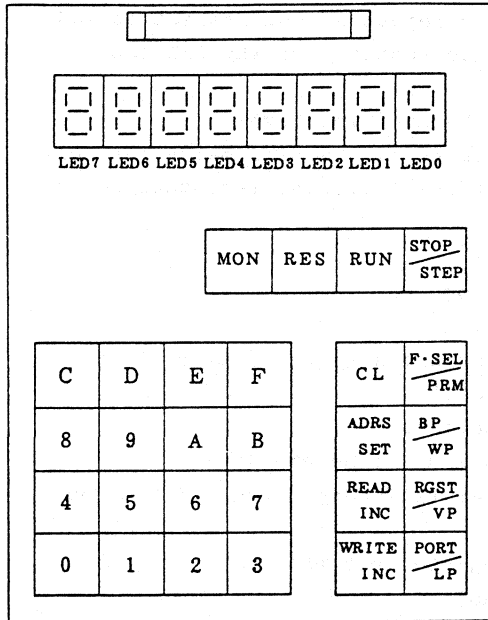 LED7 LED6 LED5 LED4 LED3 LED2 LED1 LED0
MON RES RUN STOP/STEP
C D E F CL F·SEL/PRM
8 9 A B ADRS SET BP/WP
4 5 6 7 READ INC RGST/VP
0 1 2 3 WRITE INC PORT/LP